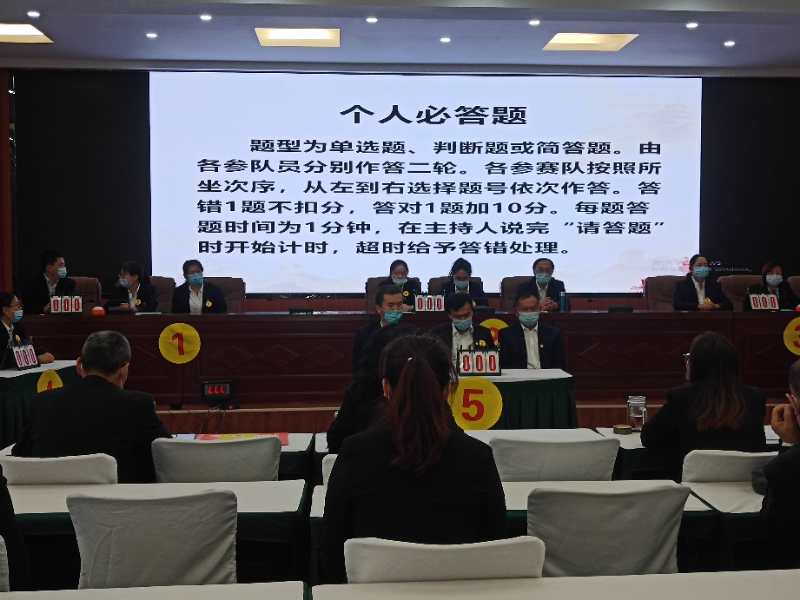 个人必答题
题型为单选题、判断题或简答题。由
各参队员分别作答二轮。各参赛队按照所
坐次序，从左到右选择题号依次作答。答
错1题不扣分，答对1题加10分。每题答
题时间为1分钟，在主持人说完“请答题”
时开始计时，超时给予答错处理。
000
000
000
1
000
000
5